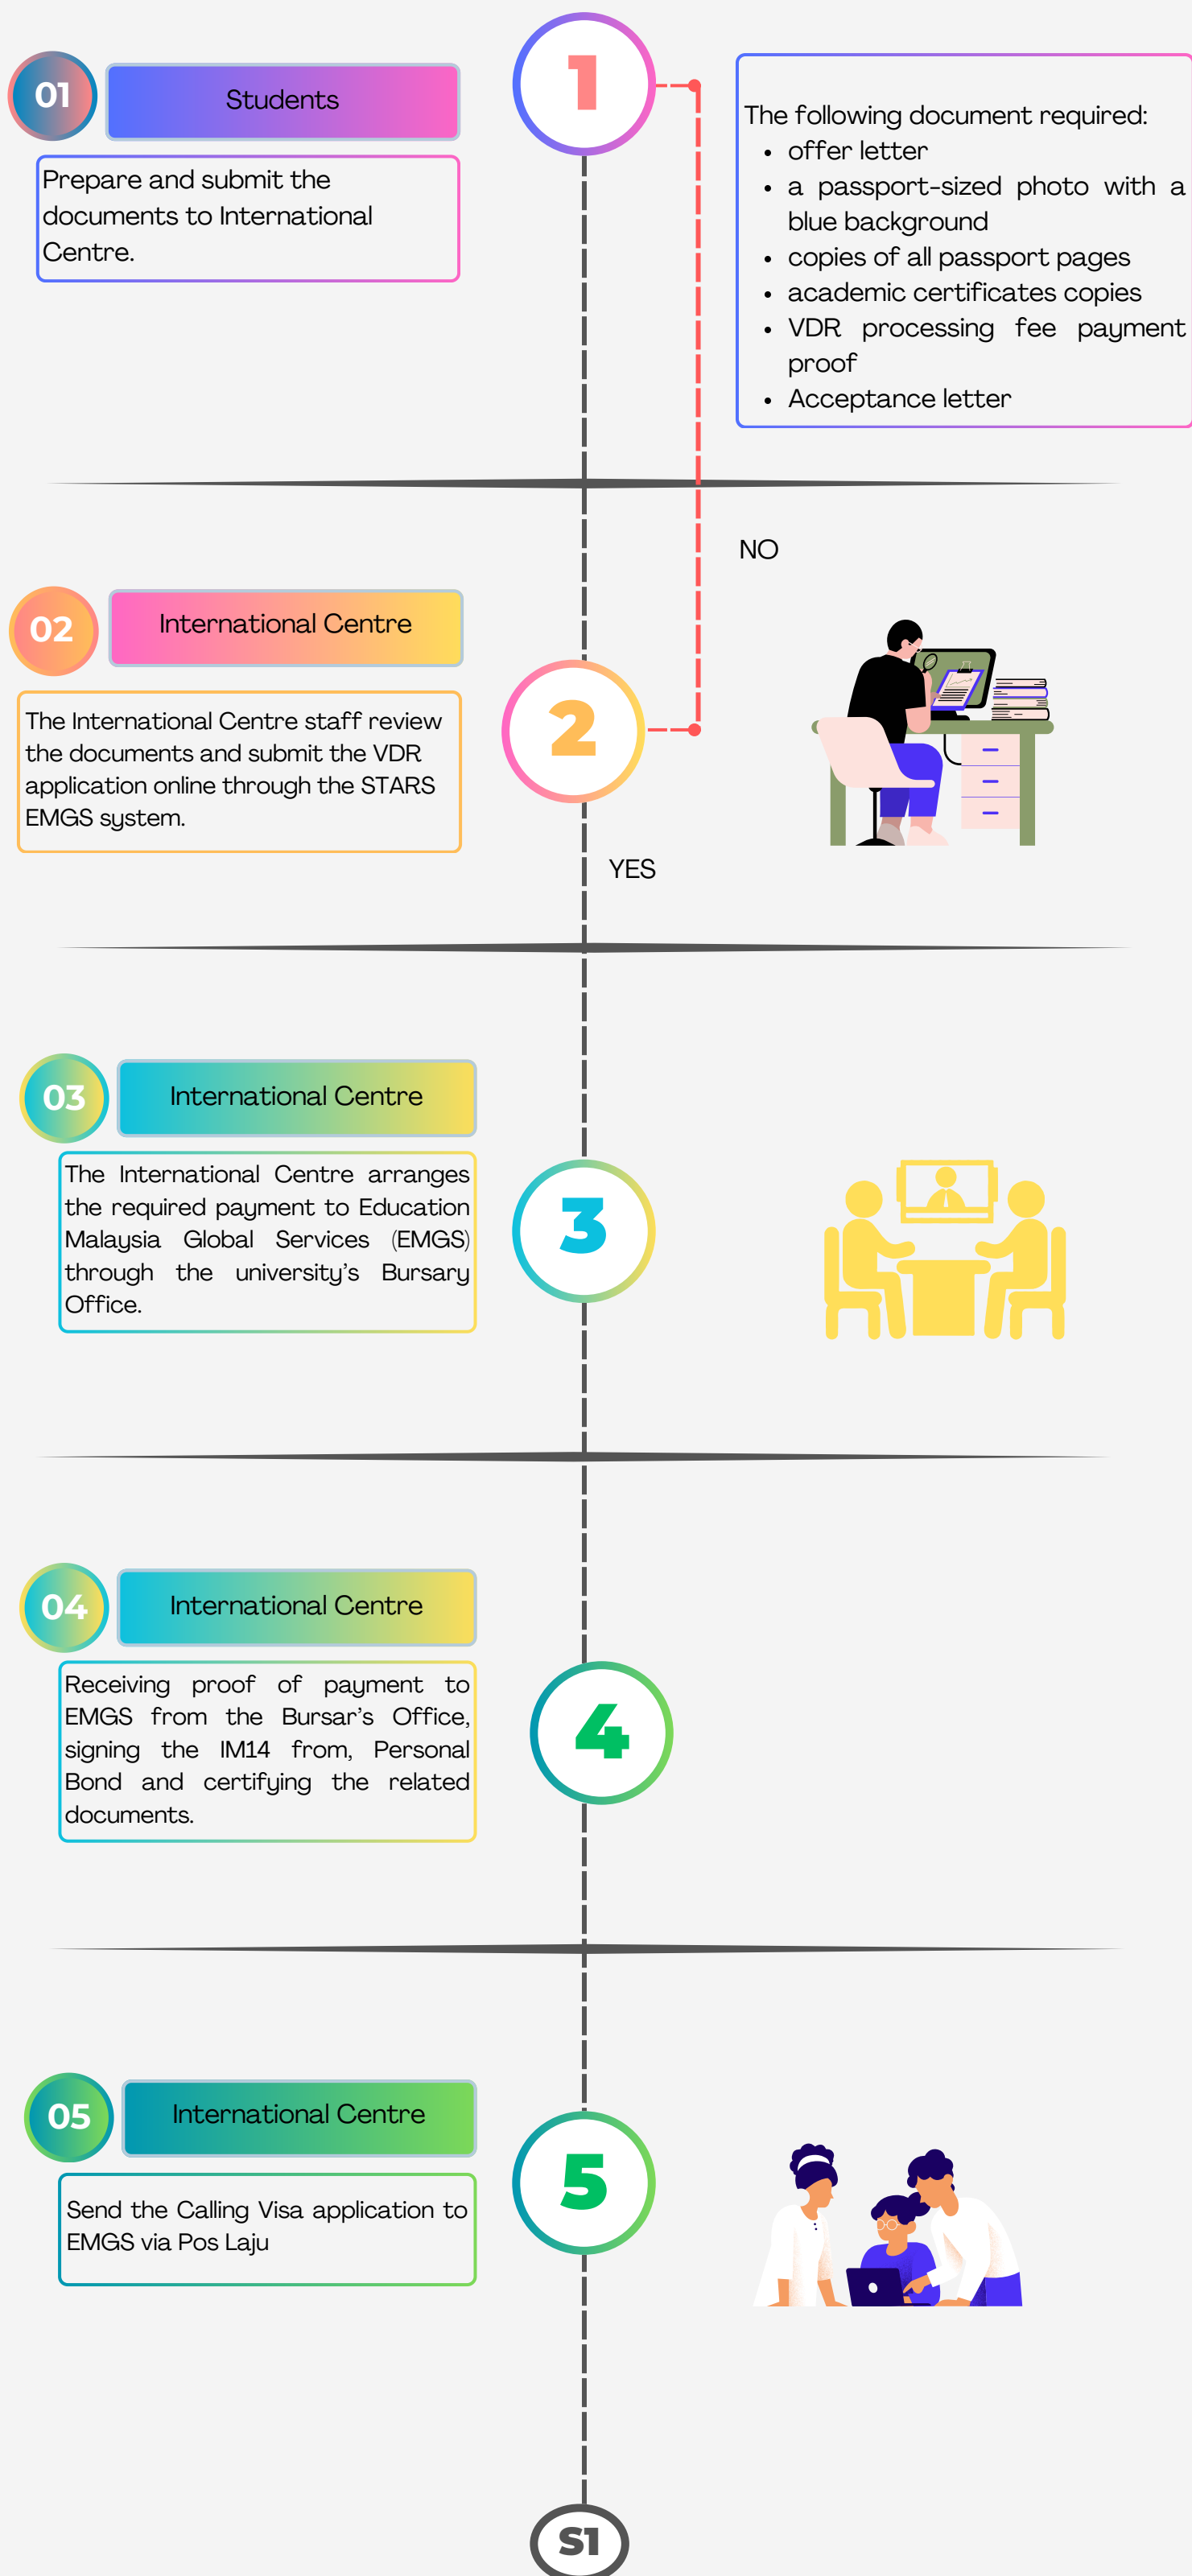 01
Students
1
Prepare and submit the
documents to International
Centre.
The following document required:
• offer letter
• a passport-sized photo with a
blue background
• copies of all passport pages
• academic certificates copies
• VDR processing fee payment
proof
• Acceptance letter
NO
02
International Centre
2
The International Centre staff review
the documents and submit the VDR
application online through the STARS
EMGS system.
YES
03
International Centre
3
The International Centre arranges
the required payment to Education
Malaysia Global Services (EMGS)
through the university’s Bursary
Office.
04
International Centre
4
Receiving proof of payment to
EMGS from the Bursar’s Office,
signing the IM14 from, Personal
Bond and certifying the related
documents.
05
International Centre
5
Send the Calling Visa application to
EMGS via Pos Laju
S1